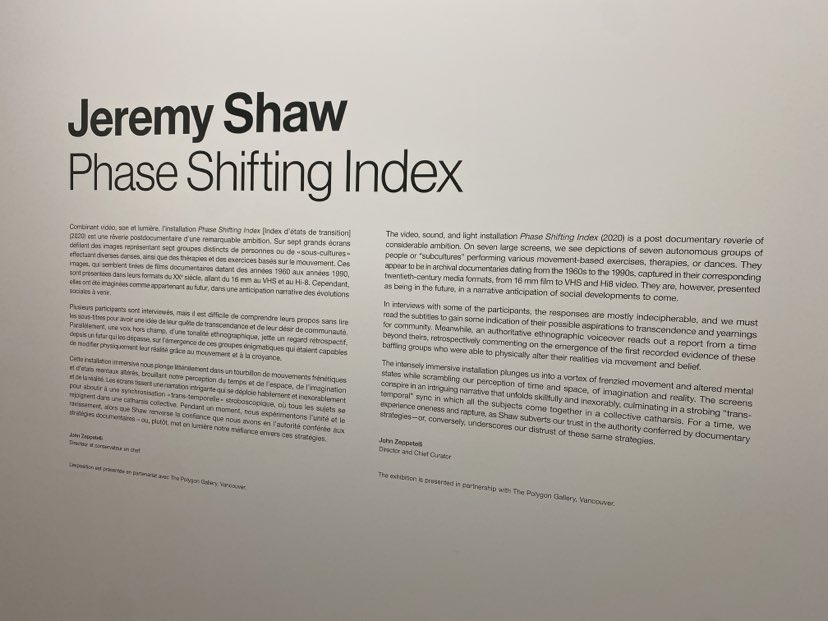 Jeremy Shaw
Phase Shifting Index
Combinant vidéo, son et lumière, l'installation Phase Shifting Index [Index d'états de transition]
(2020) est une rêverie postdocumentaire d'une remarquable ambition. Sur sept grands écrans
défilent des images représentant sept groupes distincts de personnes ou de «sous-cultures»
effectuant diverses danses, ainsi que des thérapies et des exercices basés sur le mouvement. Ces
images, qui semblent tirées de films documentaires datant des années 1960 aux années 1990,
sont présentées dans leurs formats du XXe siècle, allant du 16 mm au VHS et au Hi-8. Cependant,
elles ont été imaginées comme appartenant au futur, dans une anticipation narrative des évolutions
sociales à venir.
Plusieurs participants sont interviewés, mais il est difficile de comprendre leurs propos sans lire
les sous-titres pour avoir une idée de leur quête de transcendance et de leur désir de communauté.
Parallèlement, une voix hors champ, d'une tonalité ethnographique, jette un regard rétrospectif,
depuis un futur qui les dépasse, sur l'émergence de ces groupes énigmatiques qui étaient capables
de modifier physiquement leur réalité grâce au mouvement et à la croyance.
Cette installation immersive nous plonge littéralement dans un tourbillon de mouvements frénétiques
et d'états mentaux altérés, brouillant notre perception du temps et de l'espace, de l'imagination
et de la réalité. Les écrans tissent une narration intrigante qui se déploie habilement et inexorablement
pour aboutir à une synchronisation «trans-temporelle» stroboscopique, où tous les sujets se
rejoignent dans une catharsis collective. Pendant un moment, nous expérimentons l'unité et le
ravissement, alors que Shaw renverse la confiance que nous avons en l'autorité conférée aux
stratégies documentaires – ou, plutôt, met en lumière notre méfiance envers ces stratégies.
John Zeppetelli
Directeur et conservateur en chef
L'exposition est présentée en partenariat avec The Polygon Gallery, Vancouver.
The video, sound, and light installation Phase Shifting Index (2020) is a post documentary reverie of
considerable ambition. On seven large screens, we see depictions of seven autonomous groups of
people or "subcultures" performing various movement-based exercises, therapies, or dances. They
appear to be in archival documentaries dating from the 1960s to the 1990s, captured in their corresponding
twentieth-century media formats, from 16 mm film to VHS and Hi8 video. They are, however, presented
as being in the future, in a narrative anticipation of social developments to come.
In interviews with some of the participants, the responses are mostly indecipherable, and we must
read the subtitles to gain some indication of their possible aspirations to transcendence and yearnings
for community. Meanwhile, an authoritative ethnographic voiceover reads out a report from a time
beyond theirs, retrospectively commenting on the emergence of the first recorded evidence of these
baffling groups who were able to physically alter their realities via movement and belief.
The intensely immersive installation plunges us into a vortex of frenzied movement and altered mental
states while scrambling our perception of time and space, of imagination and reality. The screens
conspire in an intriguing narrative that unfolds skillfully and inexorably, culminating in a strobing "trans-
temporal" sync in which all the subjects come together in a collective catharsis. For a time, we
experience oneness and rapture, as Shaw subverts our trust in the authority conferred by documentary
strategies—or, conversely, underscores our distrust of these same strategies.
John Zeppetelli
Director and Chief Curator
The exhibition is presented in partnership with The Polygon Gallery, Vancouver.